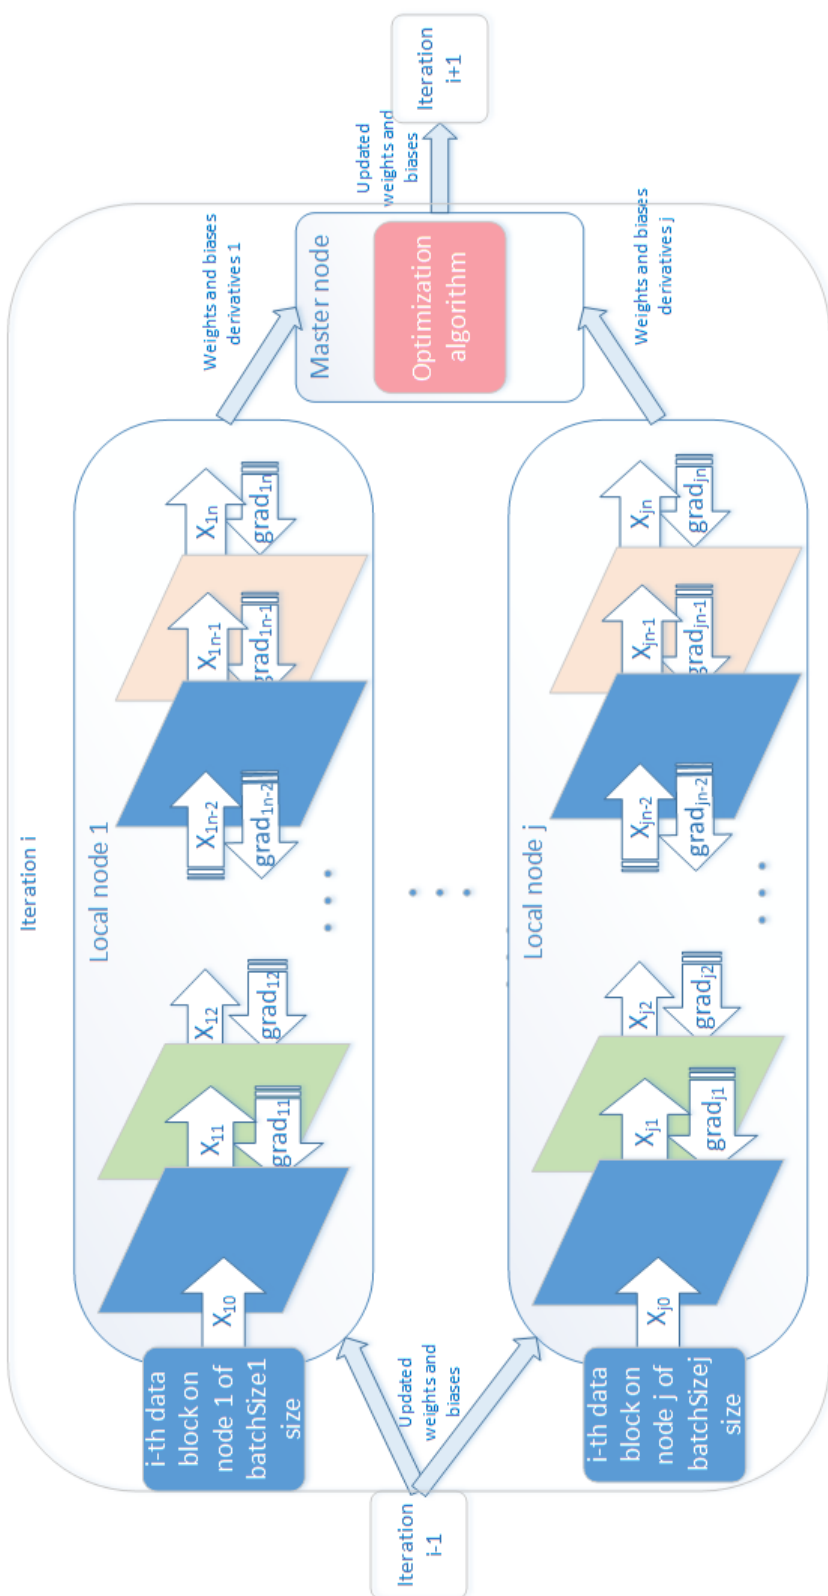 Iteration i
Iteration
i-1
Updated
weights and
biases
i-th data
block on
node 1 of
batchSize1
size
Local node 1
X₁₀
X₁₁
grad₁₁
X₁₂
grad₁₂
. . .
X₁ₙ₋₂
grad₁ₙ₋₂
X₁ₙ₋₁
grad₁ₙ₋₁
X₁ₙ
grad₁ₙ
Weights and biases
derivatives 1
. . .
i-th data
block on
node j of
batchSizej
size
Local node j
Xⱼ₀
Xⱼ₁
gradⱼ₁
Xⱼ₂
gradⱼ₂
. . .
Xⱼₙ₋₂
gradⱼₙ₋₂
Xⱼₙ₋₁
gradⱼₙ₋₁
Xⱼₙ
gradⱼₙ
Weights and biases
derivatives j
Master node
Optimization
algorithm
Updated
weights and
biases
Iteration
i+1